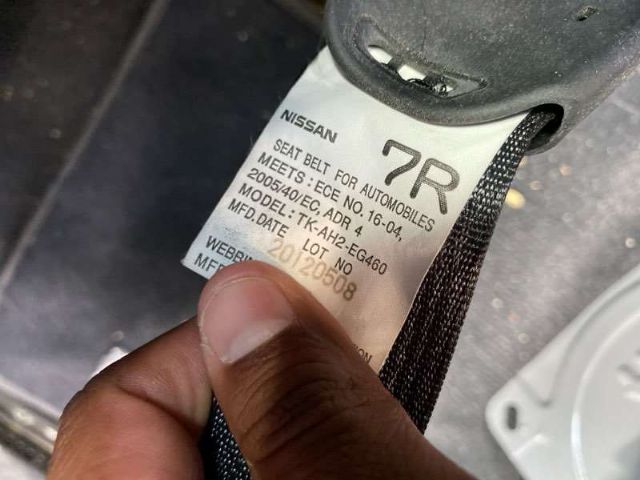 NISSAN
7R
SEAT BELT FOR AUTOMOBILES
MEETS : ECE NO. 16-04,
2005/40/EC, ADR 4
MODEL: TK-AH2-EG460
MFD.DATE LOT NO
20120508